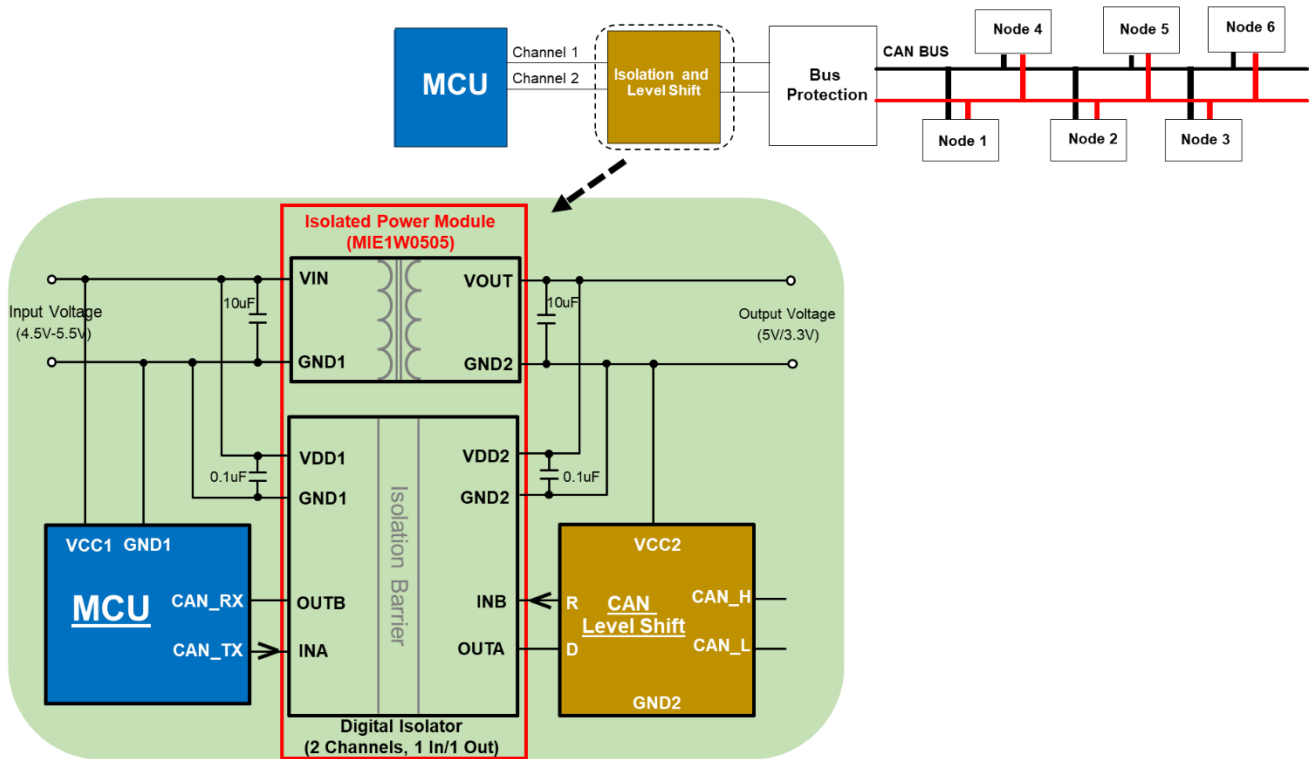 MCU
Channel 1
Channel 2
Isolation and
Level Shift
Bus
Protection
CAN BUS
Node 4
Node 5
Node 6
Node 1
Node 2
Node 3
Isolated Power Module
(MIE1W0505)
Input Voltage
(4.5V-5.5V)
10uF
VIN
GND1
VOUT
GND2
10uF
Output Voltage
(5V/3.3V)
0.1uF
VDD1
GND1
Isolation Barrier
VDD2
GND2
0.1uF
VCC1 GND1
MCU
CAN_RX
CAN_TX
OUTB
INA
INB
OUTA
VCC2
R
D
CAN
Level Shift
CAN_H
CAN_L
GND2
Digital Isolator
(2 Channels, 1 In/1 Out)